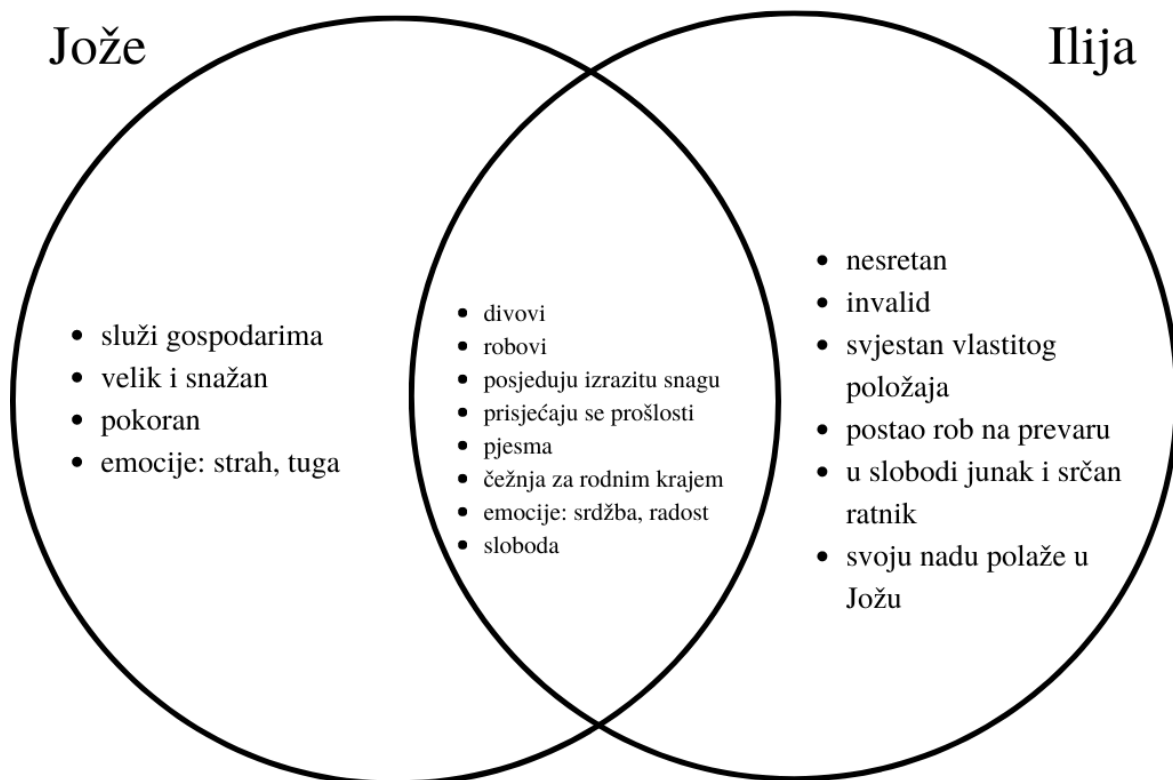 Jože
Ilija
• služi gospodarima
• velik i snažan
• pokoran
• emocije: strah, tuga
• divovi
• robovi
• posjeduju izrazitu snagu
• prisjećaju se prošlosti
• pjesma
• čežnja za rodnim krajem
• emocije: srdžba, radost
• sloboda
• nesretan
• invalid
• svjestan vlastitog
položaja
• postao rob na prevaru
• u slobodi junak i srčan
ratnik
• svoju nadu polaže u
Jožu